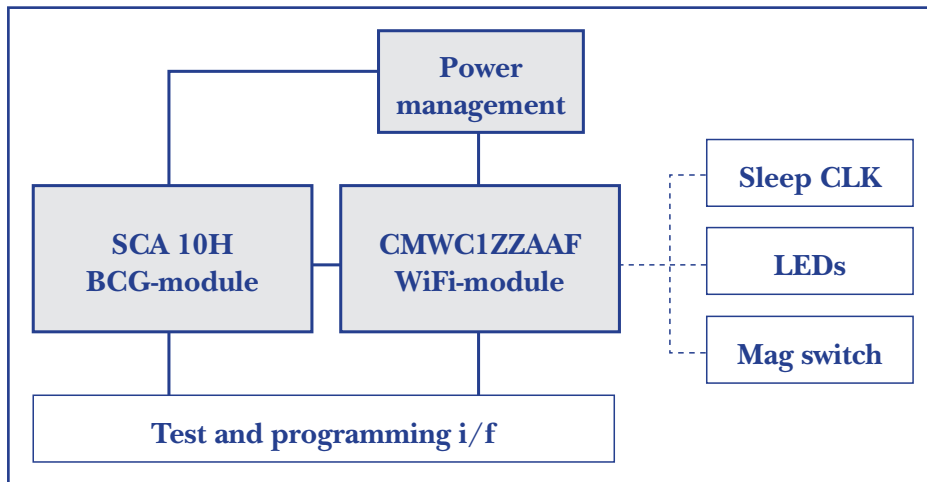 Power
management
SCA 10H
BCG-module
CMWC1ZZAAF
WiFi-module
Sleep CLK
LEDs
Mag switch
Test and programming i/f